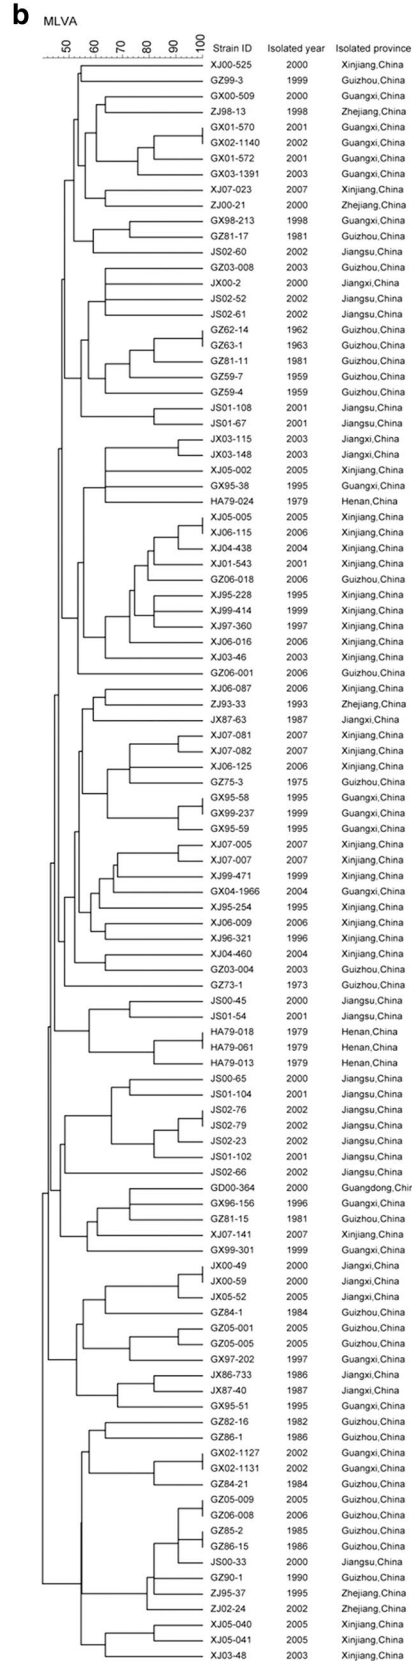 b MLVA
50 60 70 80 90 100
Strain ID Isolated year Isolated province
XJ00-525 2000 Xinjiang,China
GZ99-3 1999 Guizhou,China
GX00-509 2000 Guangxi,China
ZJ98-13 1998 Zhejiang,China
GX01-570 2001 Guangxi,China
GX02-1140 2002 Guangxi,China
GX01-572 2001 Guangxi,China
GX03-1391 2003 Guangxi,China
XJ07-023 2007 Xinjiang,China
ZJ00-21 2000 Zhejiang,China
GX98-213 1998 Guangxi,China
GZ81-17 1981 Guizhou,China
JS02-60 2002 Jiangsu,China
GZ03-008 2003 Guizhou,China
JX00-2 2000 Jiangxi,China
JS02-52 2002 Jiangsu,China
JS02-61 2002 Jiangsu,China
GZ62-14 1962 Guizhou,China
GZ63-1 1963 Guizhou,China
GZ81-11 1981 Guizhou,China
GZ59-7 1959 Guizhou,China
GZ59-4 1959 Guizhou,China
JS01-108 2001 Jiangsu,China
JS01-67 2001 Jiangsu,China
JX03-115 2003 Jiangxi,China
JX03-148 2003 Jiangxi,China
XJ05-002 2005 Xinjiang,China
GX95-38 1995 Guangxi,China
HA79-024 1979 Henan,China
XJ05-005 2005 Xinjiang,China
XJ06-115 2006 Xinjiang,China
XJ04-438 2004 Xinjiang,China
XJ01-543 2001 Xinjiang,China
GZ06-018 2006 Guizhou,China
XJ95-228 1995 Xinjiang,China
XJ99-414 1999 Xinjiang,China
XJ97-360 1997 Xinjiang,China
XJ06-016 2006 Xinjiang,China
XJ03-46 2003 Xinjiang,China
GZ06-001 2006 Guizhou,China
XJ06-087 2006 Xinjiang,China
ZJ93-33 1993 Zhejiang,China
JX87-63 1987 Jiangxi,China
XJ07-081 2007 Xinjiang,China
XJ07-082 2007 Xinjiang,China
XJ06-125 2006 Xinjiang,China
GZ75-3 1975 Guizhou,China
GX95-58 1995 Guangxi,China
GX99-237 1999 Guangxi,China
GX95-59 1995 Guangxi,China
XJ07-005 2007 Xinjiang,China
XJ07-007 2007 Xinjiang,China
XJ99-471 1999 Xinjiang,China
GX04-1966 2004 Guangxi,China
XJ95-254 1995 Xinjiang,China
XJ06-009 2006 Xinjiang,China
XJ96-321 1996 Xinjiang,China
XJ04-460 2004 Xinjiang,China
GZ03-004 2003 Guizhou,China
GZ73-1 1973 Guizhou,China
JS00-45 2000 Jiangsu,China
JS01-54 2001 Jiangsu,China
HA79-018 1979 Henan,China
HA79-061 1979 Henan,China
HA79-013 1979 Henan,China
JS00-65 2000 Jiangsu,China
JS01-104 2001 Jiangsu,China
JS02-76 2002 Jiangsu,China
JS02-79 2002 Jiangsu,China
JS02-23 2002 Jiangsu,China
JS01-102 2001 Jiangsu,China
JS02-66 2002 Jiangsu,China
GD00-364 2000 Guangdong,Chir
GX96-156 1996 Guangxi,China
GZ81-15 1981 Guizhou,China
XJ07-141 2007 Xinjiang,China
GX99-301 1999 Guangxi,China
JX00-49 2000 Jiangxi,China
JX00-59 2000 Jiangxi,China
JX05-52 2005 Jiangxi,China
GZ84-1 1984 Guizhou,China
GZ05-001 2005 Guizhou,China
GZ05-005 2005 Guizhou,China
GX97-202 1997 Guangxi,China
JX86-733 1986 Jiangxi,China
JX87-40 1987 Jiangxi,China
GX95-51 1995 Guangxi,China
GZ82-16 1982 Guizhou,China
GZ86-1 1986 Guizhou,China
GX02-1127 2002 Guangxi,China
GX02-1131 2002 Guangxi,China
GZ84-21 1984 Guizhou,China
GZ05-009 2005 Guizhou,China
GZ06-008 2006 Guizhou,China
GZ85-2 1985 Guizhou,China
GZ86-15 1986 Guizhou,China
JS00-33 2000 Jiangsu,China
GZ90-1 1990 Guizhou,China
ZJ95-37 1995 Zhejiang,China
ZJ02-24 2002 Zhejiang,China
XJ05-040 2005 Xinjiang,China
XJ05-041 2005 Xinjiang,China
XJ03-48 2003 Xinjiang,China